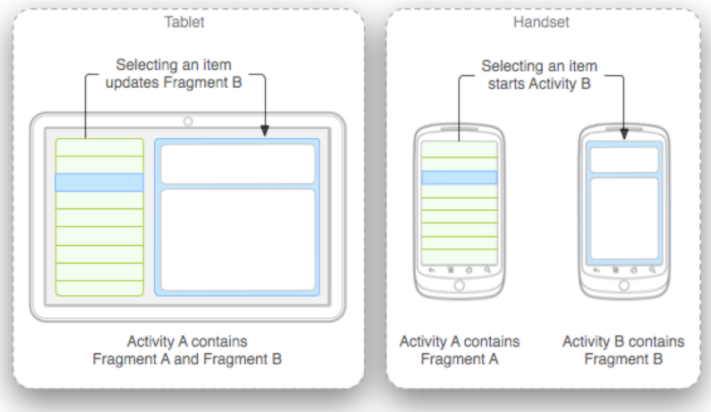 Tablet
Selecting an item
updates Fragment B
Activity A contains
Fragment A and Fragment B
Handset
Selecting an item
starts Activity B
Activity A contains
Fragment A
Activity B contains
Fragment B